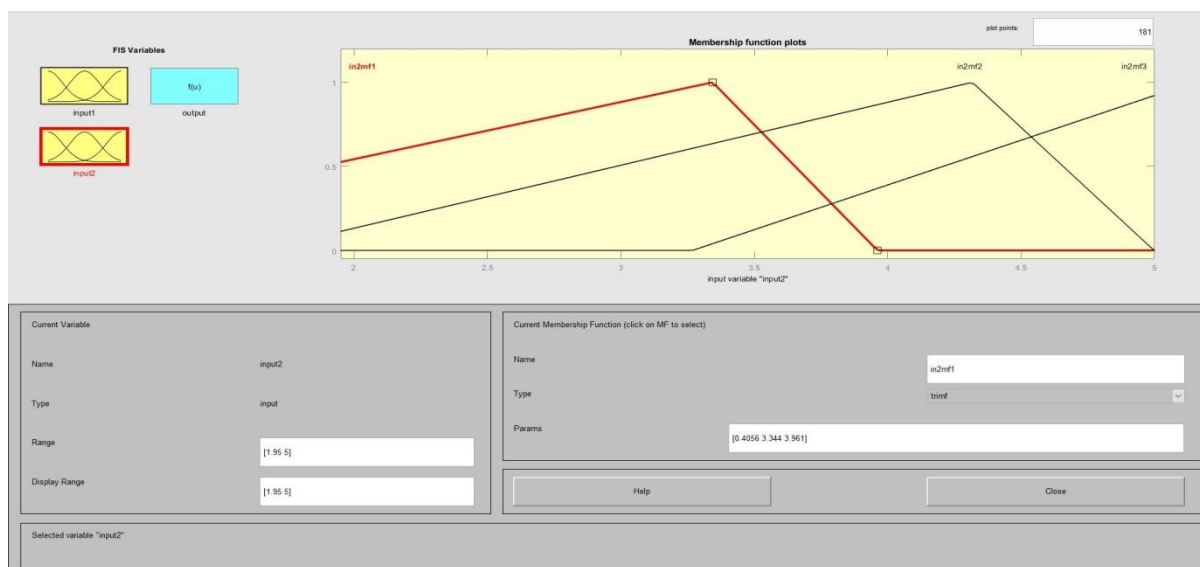 FIS Variables
f(u)
input1
output
input2
plot points:
181
Membership function plots
in2mf1
in2mf2
in2mf3
1
0.5
0
2
2.5
3
3.5
4
4.5
5
input variable "input2"
Current Variable
Name
input2
Type
input
Range
[1.95 5]
Display Range
[1.95 5]
Current Membership Function (click on MF to select)
Name
in2mf1
Type
trimf
Params
[0.4056 3.344 3.961]
Help
Close
Selected variable "input2"